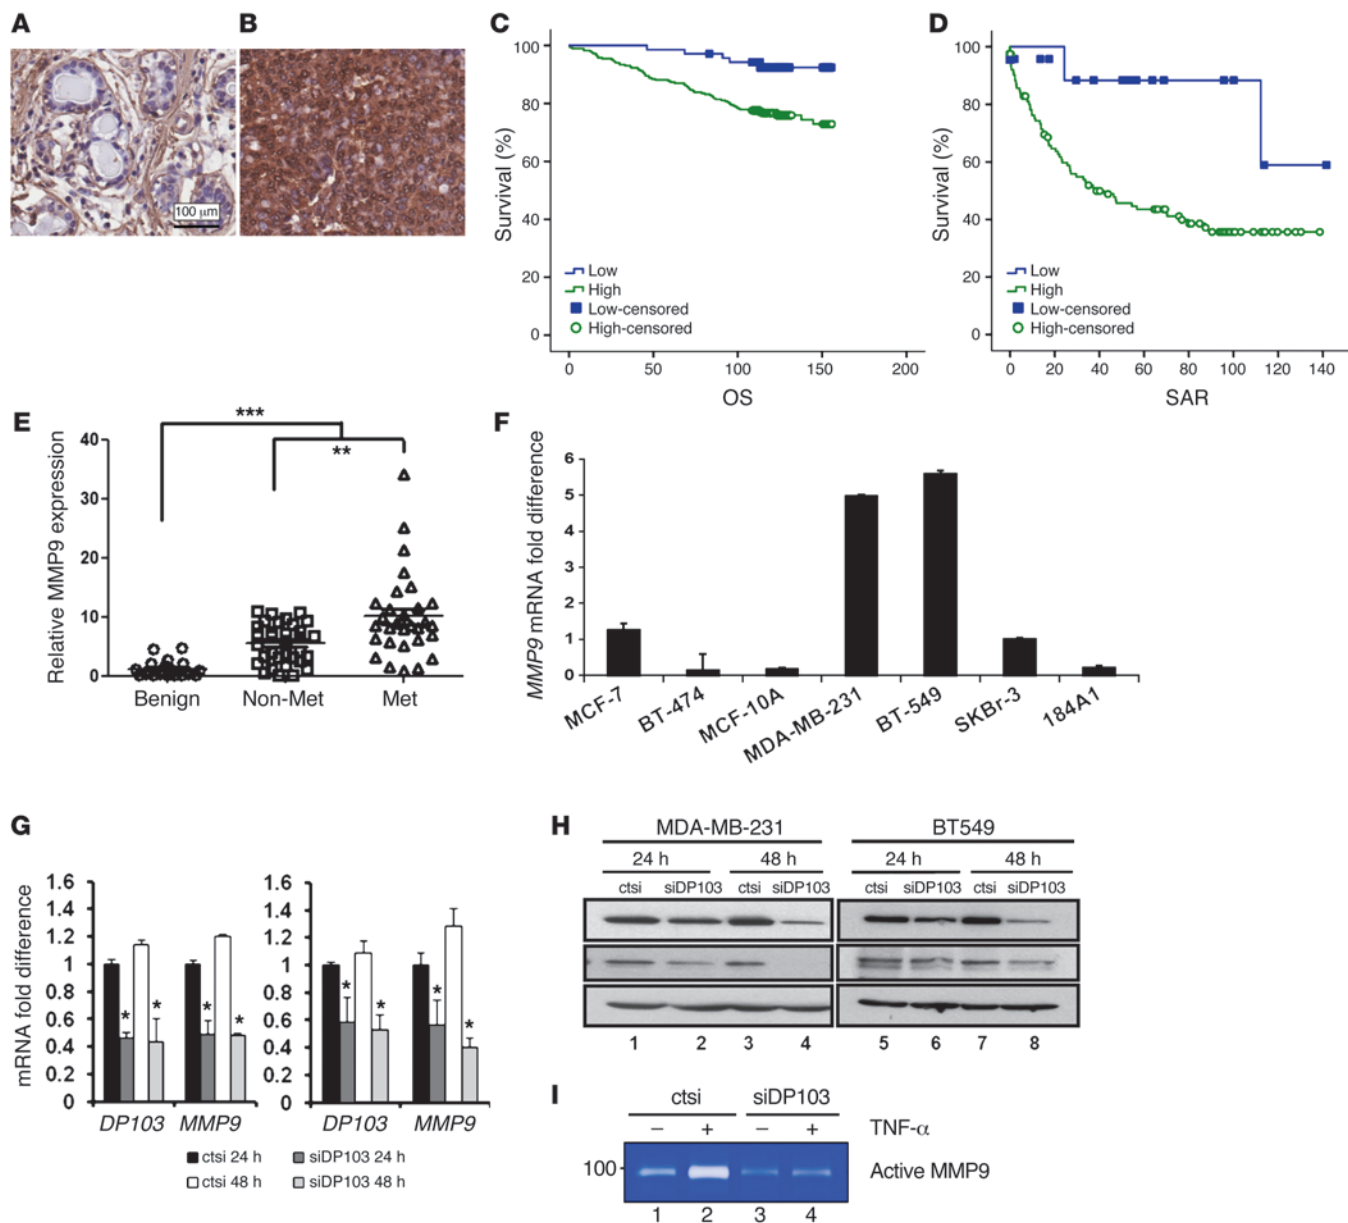 A
B
100 μm
C
Survival (%)
100
80
60
40
20
0
Low
High
Low-censored
High-censored
0 50 100 150 200
OS
D
Survival (%)
100
80
60
40
20
0
Low
High
Low-censored
High-censored
0 20 40 60 80 100 120 140
SAR
E
Relative MMP9 expression
40
30
20
10
0
***
**
Benign Non-Met Met
F
MMP9 mRNA fold difference
6
5
4
3
2
1
0
MCF-7 BT-474 MCF-10A MDA-MB-231 BT-549 SKBr-3 184A1
G
mRNA fold difference
1.6
1.4
1.2
1
0.8
0.6
0.4
0.2
0
* * * *
DP103 MMP9
1.6
1.4
1.2
1
0.8
0.6
0.4
0.2
0
* * * *
DP103 MMP9
ctsi 24 h siDP103 24 h
ctsi 48 h siDP103 48 h
H
MDA-MB-231 BT549
24 h 48 h 24 h 48 h
ctsi siDP103 ctsi siDP103 ctsi siDP103 ctsi siDP103
1 2 3 4 5 6 7 8
I
ctsi siDP103
– + – + TNF-α
100 Active MMP9
1 2 3 4